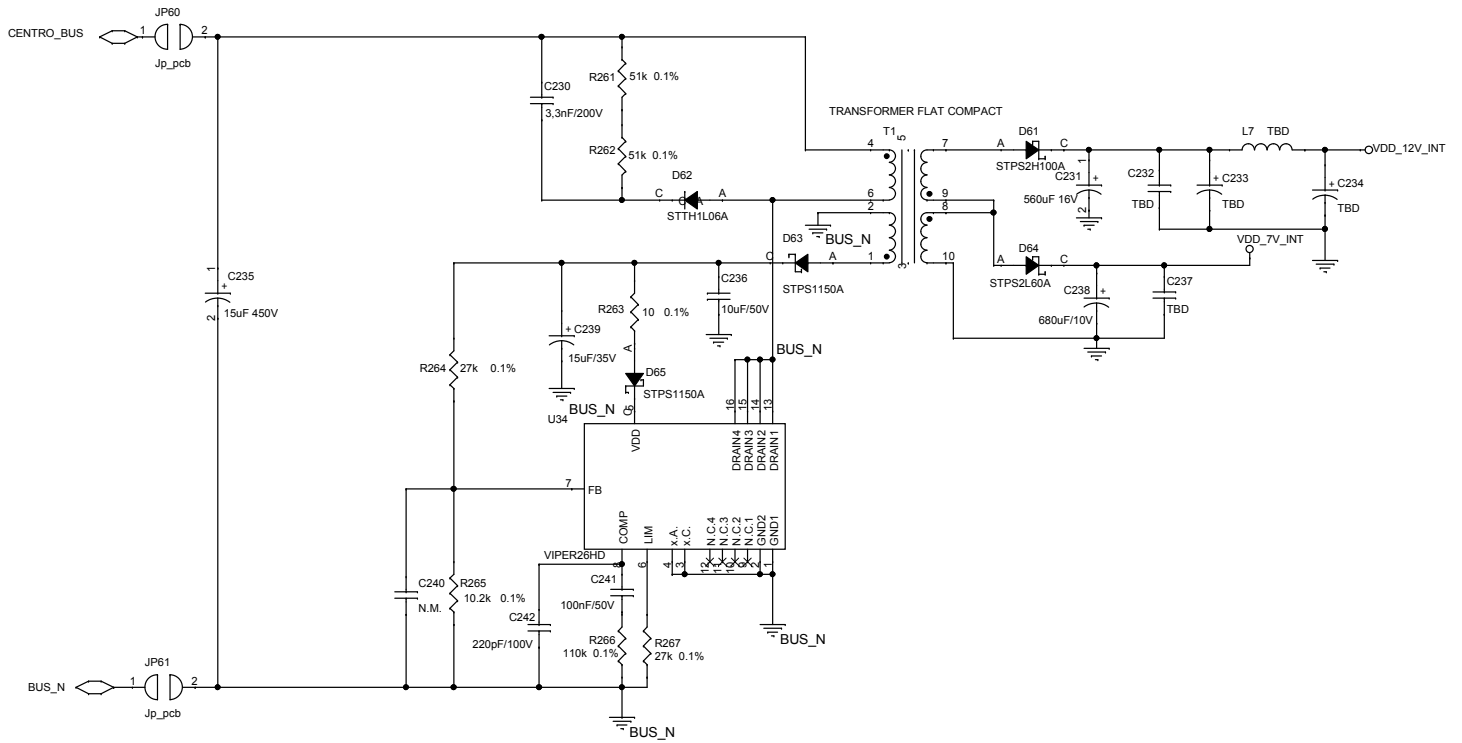 JP60
CENTRO_BUS
1
2
Jp_pcb
C230
3,3nF/200V
R261
51k 0.1%
R262
51k 0.1%
D62
C
C
A
A
STTH1L06A
TRANSFORMER FLAT COMPACT
T1
5
4
6
2
1
3
7
9
8
10
BUS_N
D61
A
C
STPS2H100A
1
C231
+
560uF 16V
2
C232
TBD
+
C233
TBD
L7
TBD
+
C234
TBD
VDD_12V_INT
D63
C
A
STPS1150A
D64
A
C
STPS2L60A
VDD_7V_INT
C238
+
680uF/10V
C237
TBD
1
C235
+
15uF 450V
2
C236
10uF/50V
R263
10 0.1%
+
C239
15uF/35V
BUS_N
R264
27k 0.1%
A
D65
STPS1150A
C
BUS_N
U34
5
VDD
16
15
14
13
DRAIN4
DRAIN3
DRAIN2
DRAIN1
7
FB
COMP
LIM
x.A.
x.C.
N.C.4
N.C.3
N.C.2
N.C.1
GND2
GND1
VIPER26HD
8
6
4
3
12
11
10
9
2
1
C240
N.M.
R265
10.2k 0.1%
C241
100nF/50V
C242
220pF/100V
R266
110k 0.1%
R267
27k 0.1%
BUS_N
JP61
BUS_N
1
2
Jp_pcb
BUS_N